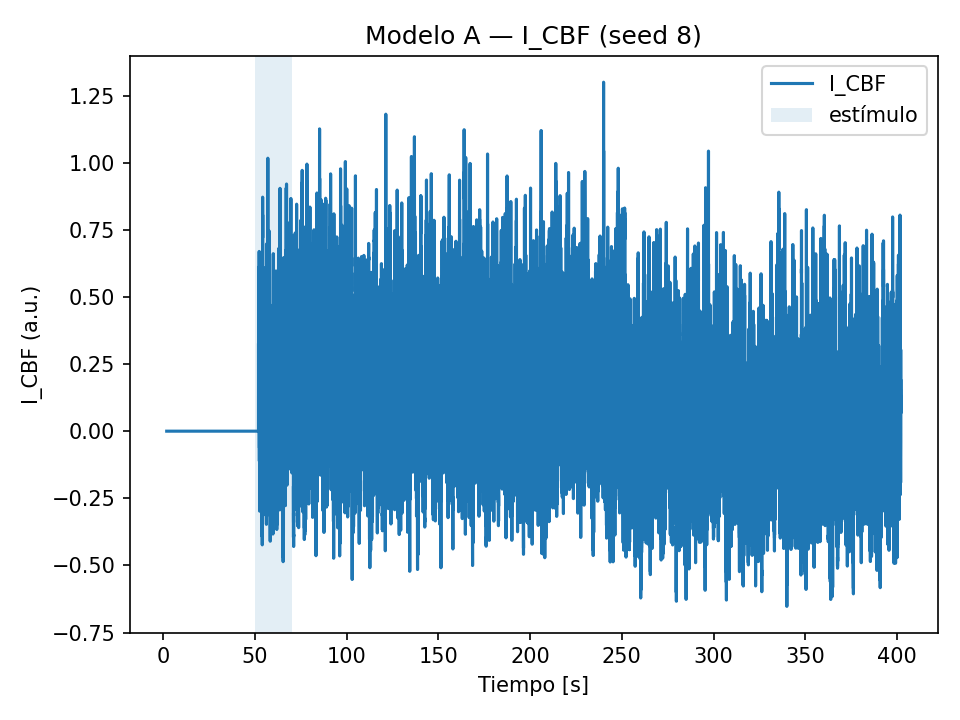 Modelo A — I_CBF (seed 8)
I_CBF
estímulo
I_CBF (a.u.)
1.25
1.00
0.75
0.50
0.25
0.00
−0.25
−0.50
−0.75
0 50 100 150 200 250 300 350 400
Tiempo [s]